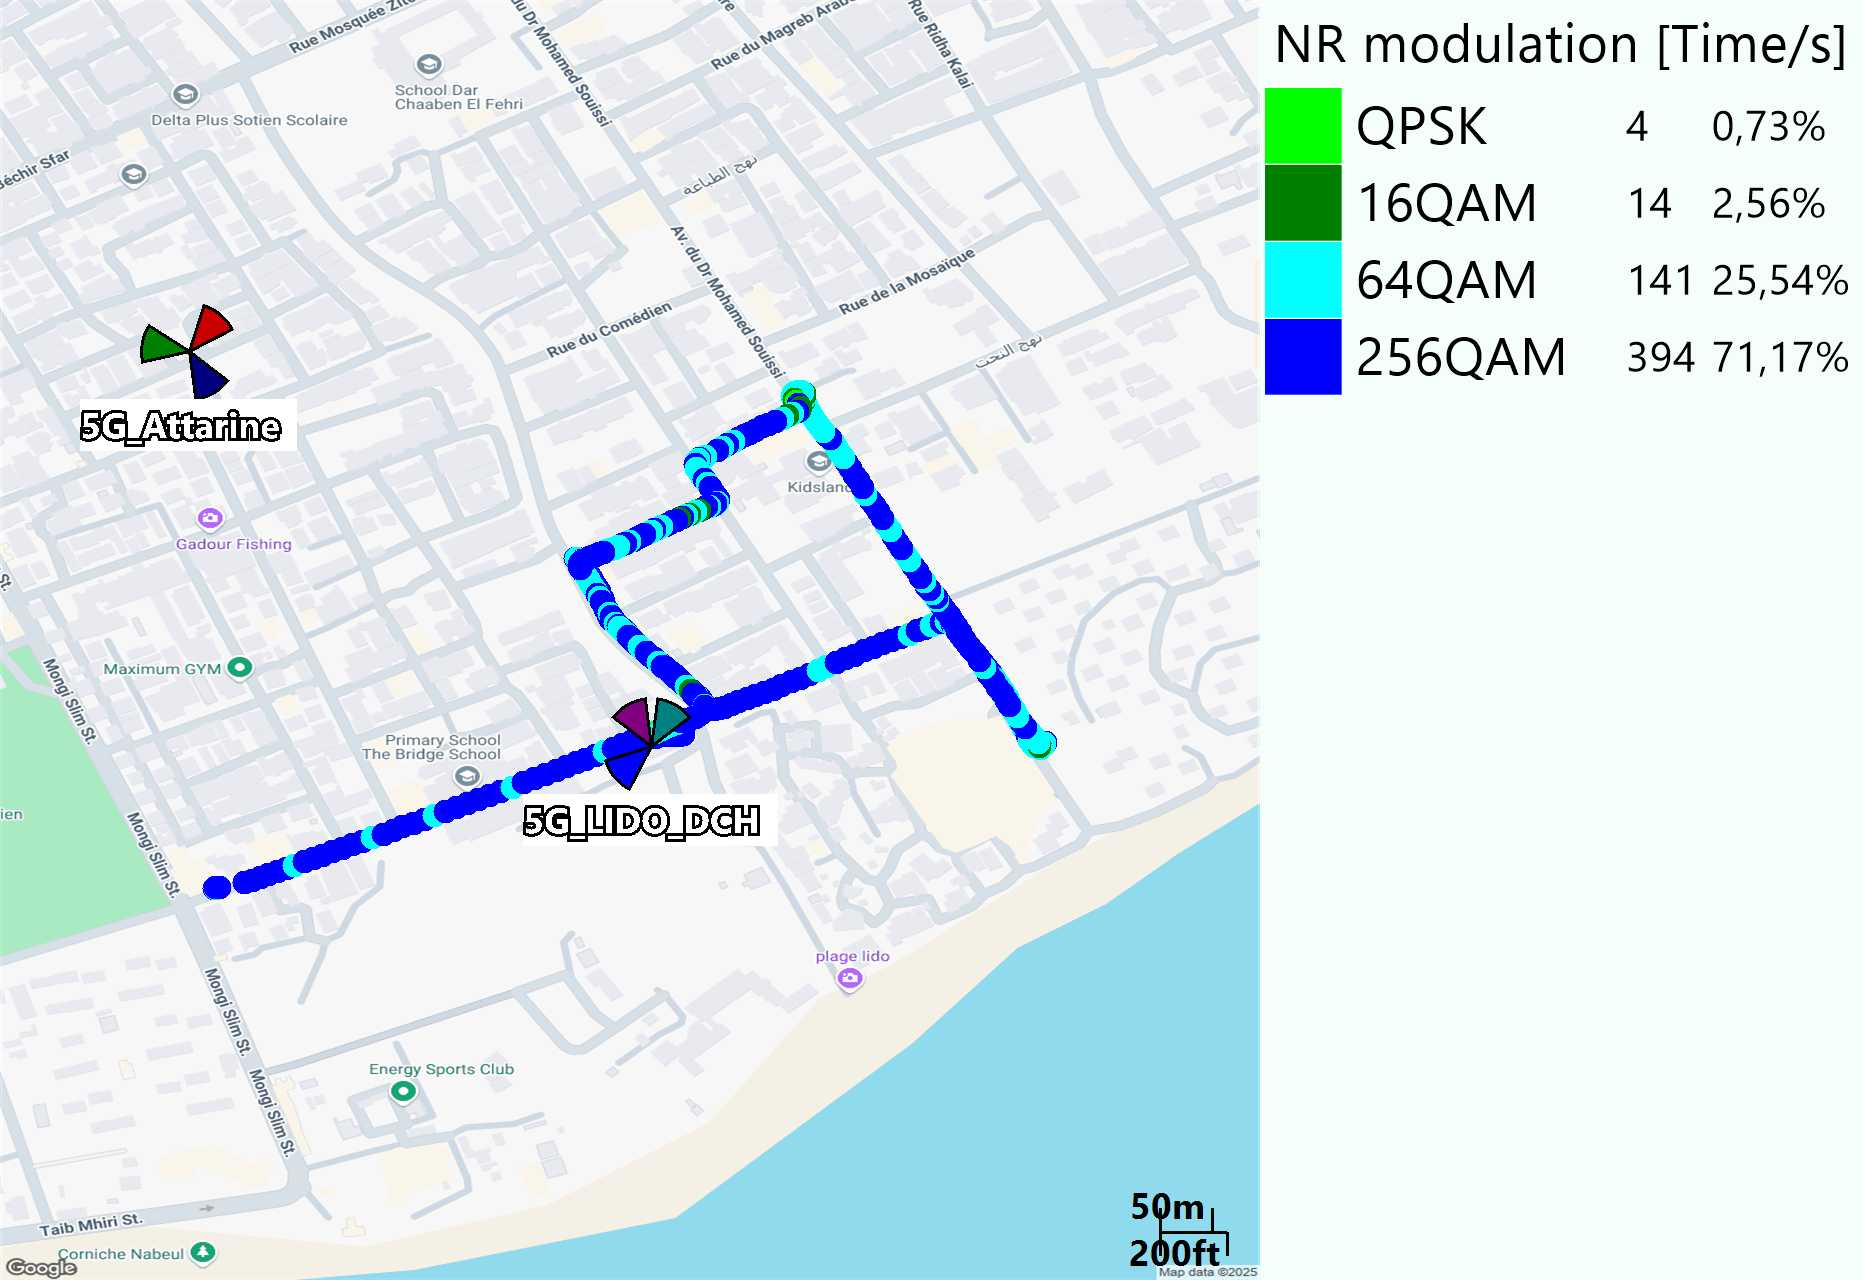 Rue Mosquée Zito
du Dr Mohamed Souissi
Rue du Magreb Arabe
Rue Ridha Kalai
School Dar
Chaaben El Fehri
Delta Plus Sotien Scolaire
Béchir Sfar
نهج الطباعة
Av. du Dr Mohamed Souissi
Rue de la Mosaïque
Rue du Comédien
نهج النحت
5G_Attarine
Kidsland
Gadour Fishing
St.
Maximum GYM
Mongi Slim St.
Primary School
The Bridge School
5G_LIDO_DCH
ien
Mongi Slim St.
plage lido
Mongi Slim St.
Energy Sports Club
Mongi Slim St.
Taib Mhiri St.
Corniche Nabeul
Google
50m
200ft
Map data ©2025
NR modulation [Time/s]
QPSK 4 0,73%
16QAM 14 2,56%
64QAM 141 25,54%
256QAM 394 71,17%